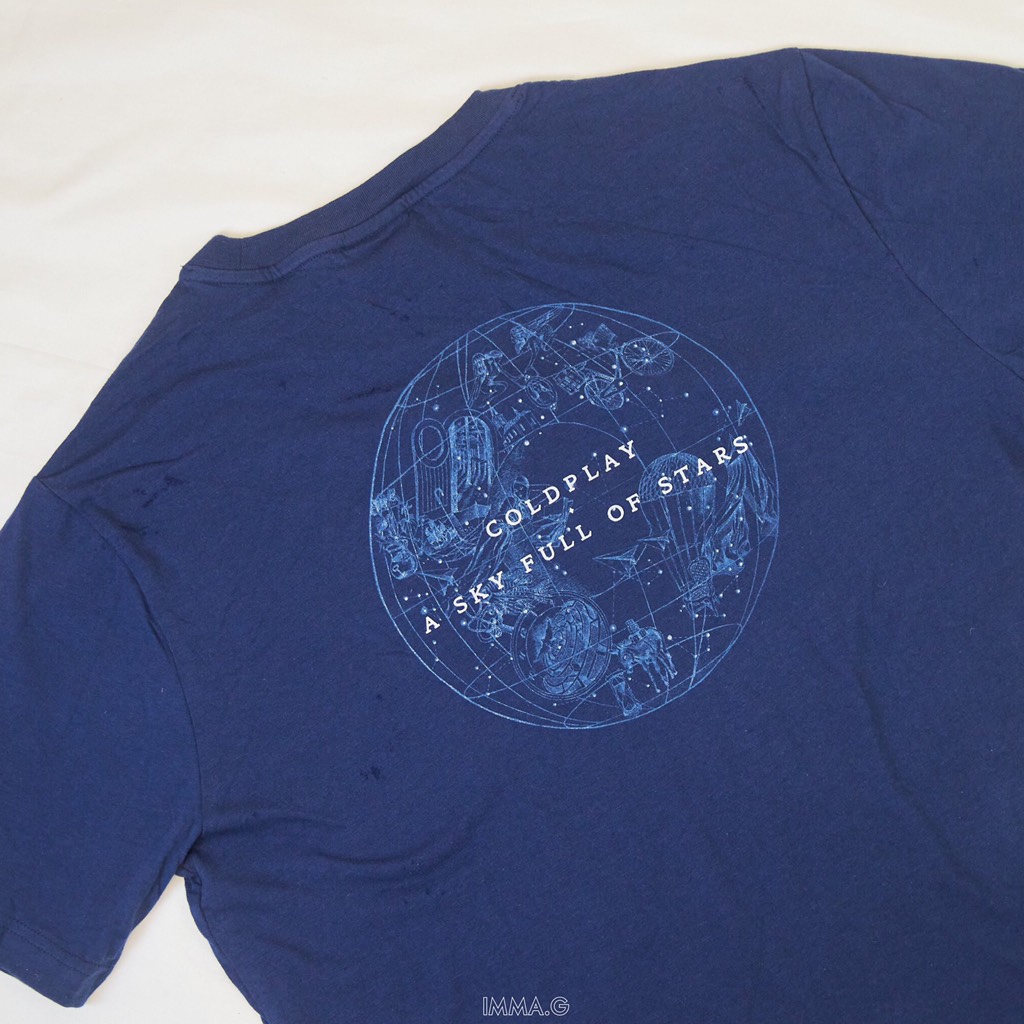 COLDPLAY
A SKY FULL OF STARS
IMMA.G